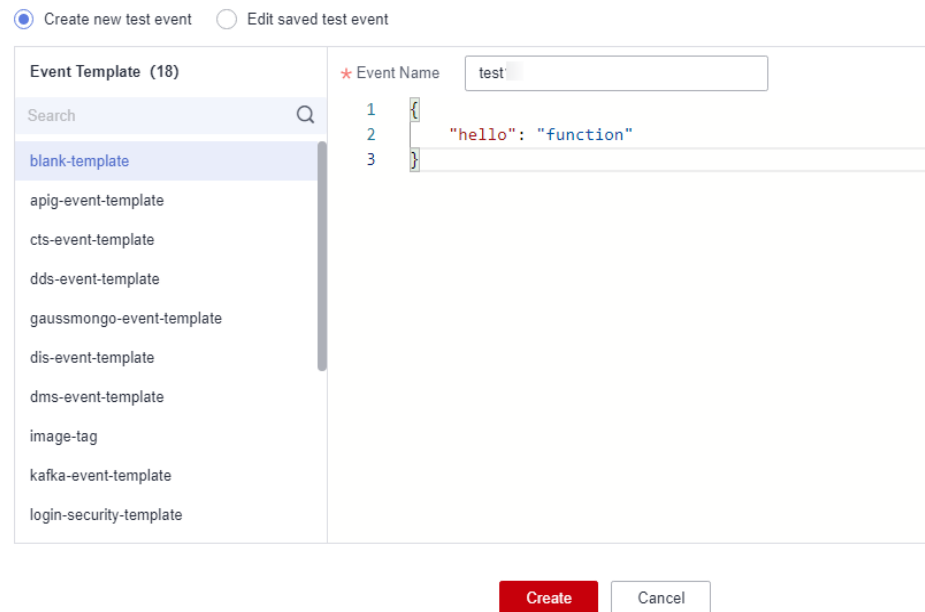 Create new test event Edit saved test event
Event Template (18)
Search
blank-template
apig-event-template
cts-event-template
dds-event-template
gaussmongo-event-template
dis-event-template
dms-event-template
image-tag
kafka-event-template
login-security-template
* Event Name test
1 {
2 "hello": "function"
3 }
Create Cancel